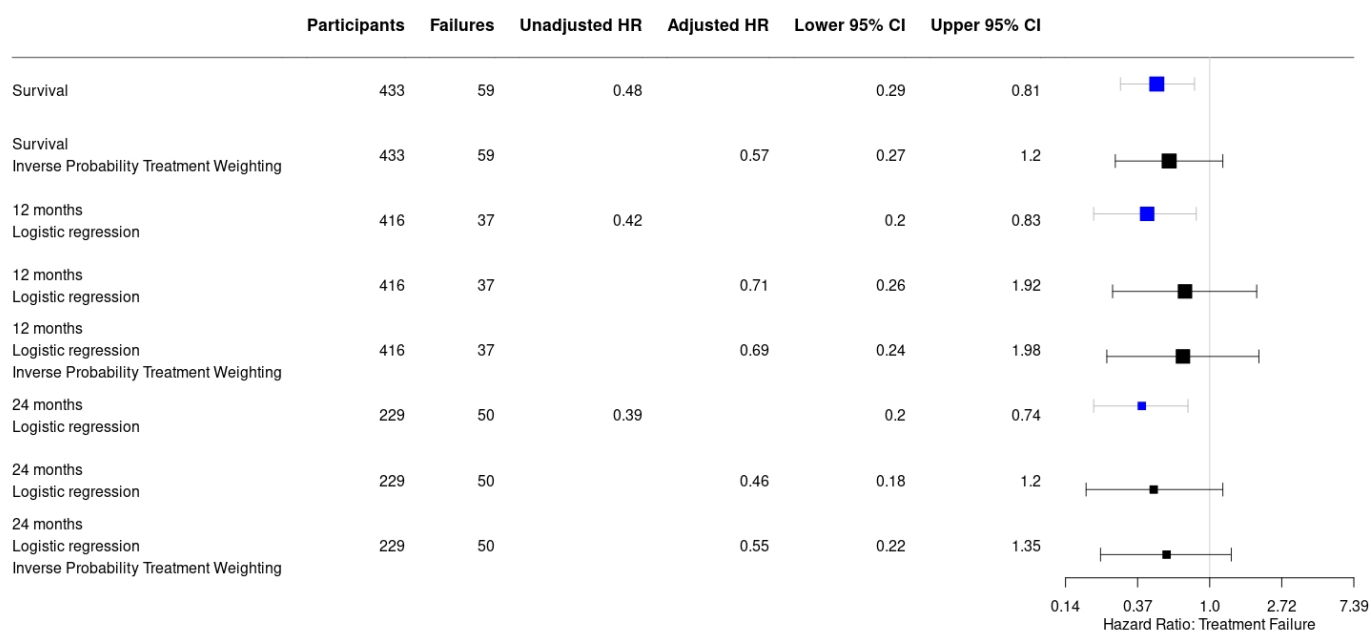 Participants Failures Unadjusted HR Adjusted HR Lower 95% CI Upper 95% CI
Survival 433 59 0.48 0.29 0.81
Survival
Inverse Probability Treatment Weighting
433 59 0.57 0.27 1.2
12 months
Logistic regression
416 37 0.42 0.2 0.83
12 months
Logistic regression
416 37 0.71 0.26 1.92
12 months
Logistic regression
Inverse Probability Treatment Weighting
416 37 0.69 0.24 1.98
24 months
Logistic regression
229 50 0.39 0.2 0.74
24 months
Logistic regression
229 50 0.46 0.18 1.2
24 months
Logistic regression
Inverse Probability Treatment Weighting
229 50 0.55 0.22 1.35
0.14 0.37 1.0 2.72 7.39
Hazard Ratio: Treatment Failure